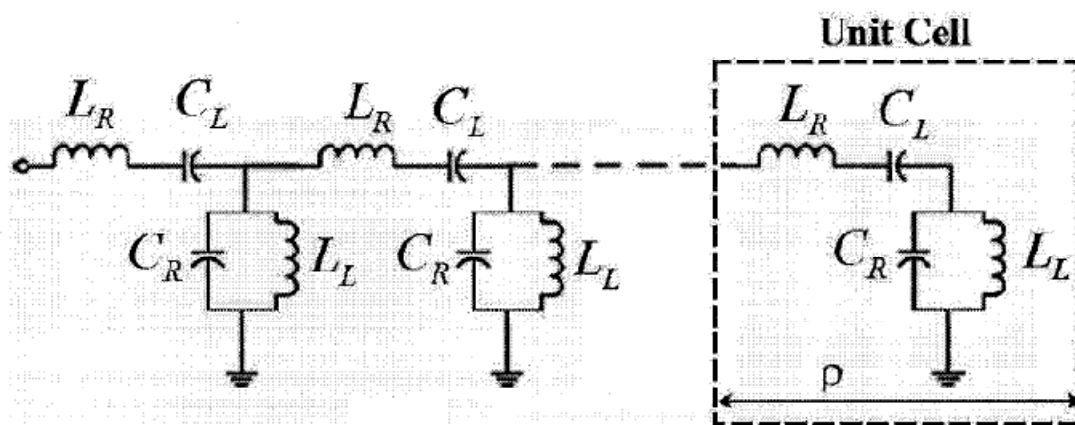 Unit Cell
L_R C_L L_R C_L L_R C_L
C_R L_L C_R L_L C_R L_L
ρ